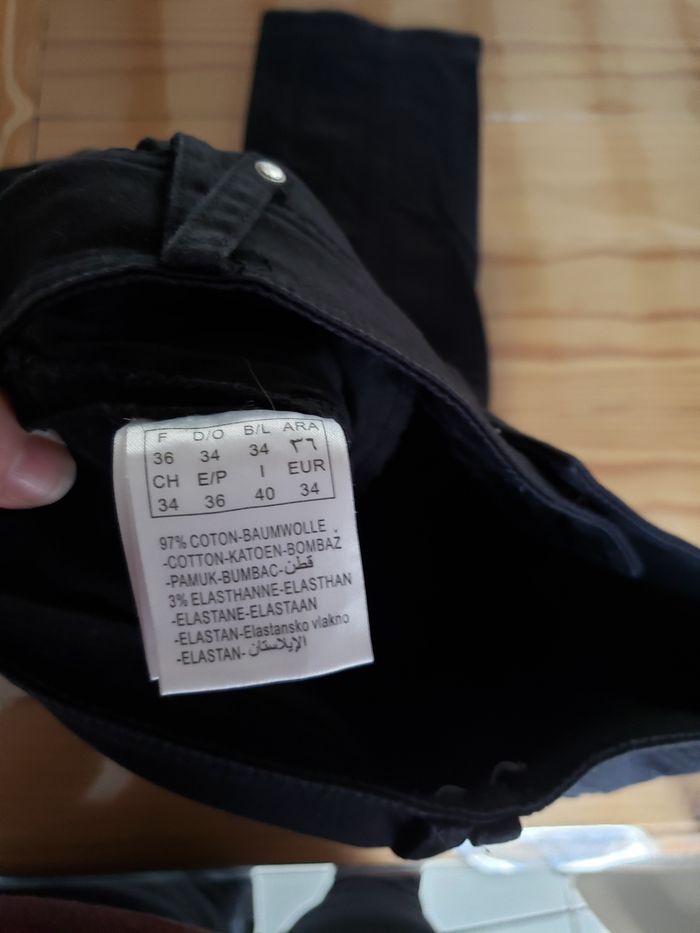 F D/O B/L ARA
36 34 34 ٣٦
CH E/P I EUR
34 36 40 34
97% COTON-BAUMWOLLE
-COTTON-KATOEN-BOMBAŽ
-PAMUK-BUMBAC-قطن
3% ELASTHANNE-ELASTHAN
-ELASTANE-ELASTAAN
-ELASTAN-Elastansko vlakno
-ELASTAN-الإيلاستان